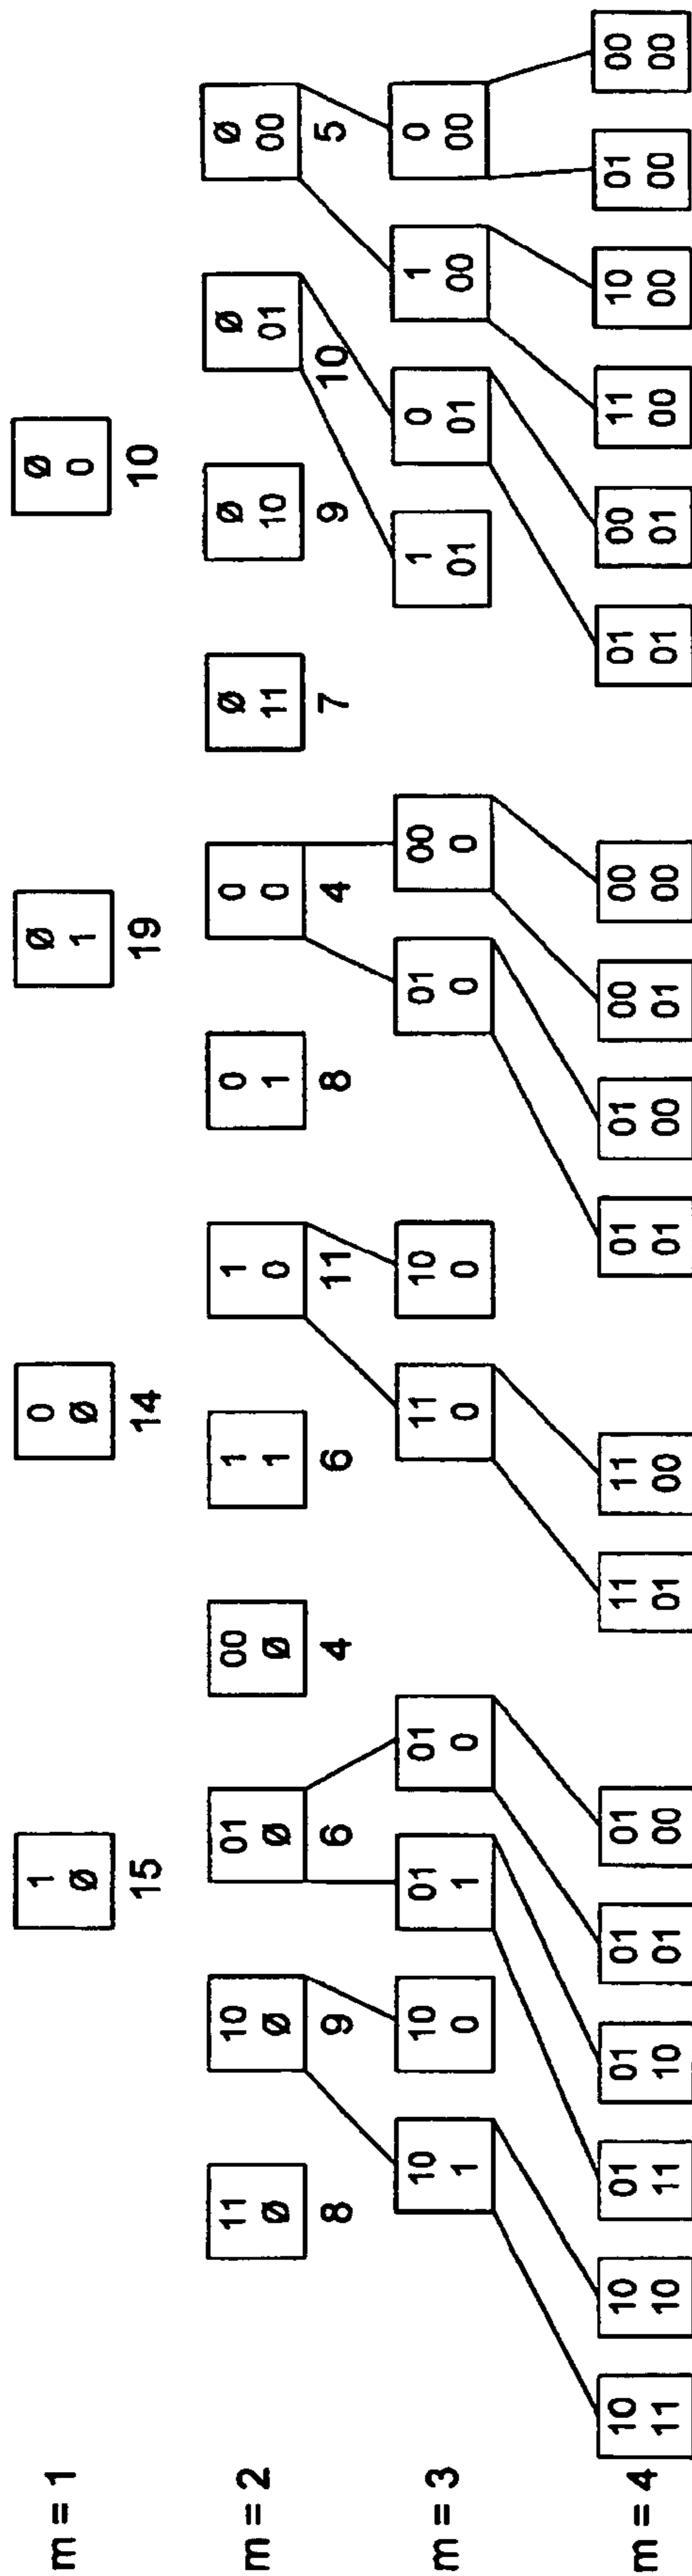 m = 1
1 0 Ø Ø
Ø Ø 1 0
15 14 19 10
m = 2
11 10 01 00 1 1 0 0 Ø Ø Ø Ø
Ø Ø Ø Ø 1 0 1 0 11 10 01 00
8 9 6 4 6 11 8 4 7 9 10 5
m = 3
10 10 01 01 11 10 01 00 1 0 1 0
1 0 1 0 0 0 0 0 01 01 00 00
m = 4
10 10 01 01 01 01 11 11 01 01 00 00 01 00 11 10 01 00
11 10 11 10 01 00 01 00 01 00 01 00 01 01 00 00 00 00